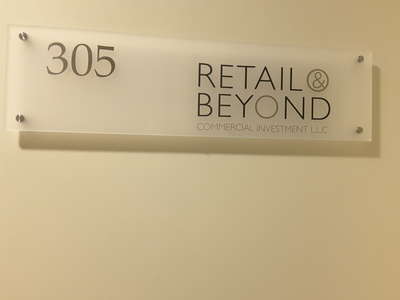 305
RETAIL &
BEYOND
COMMERCIAL INVESTMENT LLC